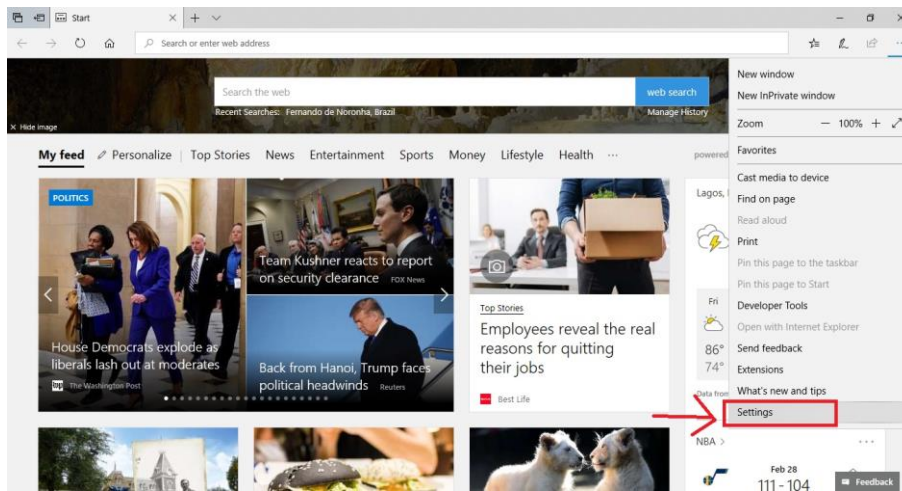 Start
Search or enter web address
Search the web
web search
Recent Searches: Fernando de Noronha, Brazil
Manage History
Hide image
My feed
Personalize
Top Stories
News
Entertainment
Sports
Money
Lifestyle
Health
powered
POLITICS
House Democrats explode as
liberals lash out at moderates
The Washington Post
Team Kushner reacts to report
on security clearance FOX News
Back from Hanoi, Trump faces
political headwinds Reuters
Top Stories
Employees reveal the real
reasons for quitting
their jobs
Best Life
Lagos,
Fri
86°
74°
Data from
NBA >
Feb 28
111 - 104
New window
New InPrivate window
Zoom
100%
Favorites
Cast media to device
Find on page
Read aloud
Print
Pin this page to the taskbar
Pin this page to Start
Developer Tools
Open with Internet Explorer
Send feedback
Extensions
What's new and tips
Settings
Feedback